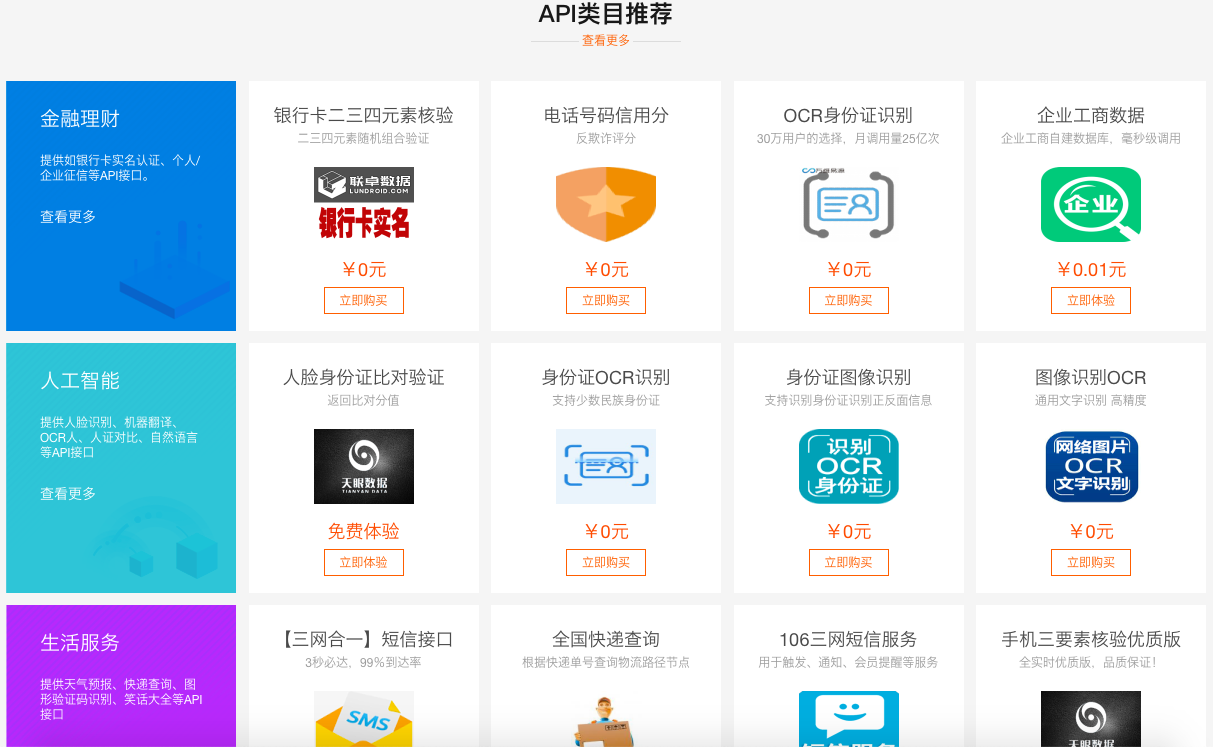 API类目推荐
查看更多
金融理财
提供如银行卡实名认证、个人/
企业征信等API接口。
查看更多
银行卡二三四元素核验
二三四元素随机组合验证
联卓数据
LUNDROID.COM
银行卡实名
￥0元
立即购买
电话号码信用分
反欺诈评分
￥0元
立即购买
OCR身份证识别
30万用户的选择，月调用量25亿次
￥0元
立即购买
企业工商数据
企业工商自建数据库，毫秒级调用
企业
￥0.01元
立即体验
人工智能
提供人脸识别、机器翻译、
OCR人、人证对比、自然语言
等API接口
查看更多
人脸身份证比对验证
返回比对分值
天眼数据
TIANYAN DATA
免费体验
立即体验
身份证OCR识别
支持少数民族身份证
￥0元
立即购买
身份证图像识别
支持识别身份证识别正反面信息
识别
OCR
身份证
￥0元
立即购买
图像识别OCR
通用文字识别 高精度
网络图片
OCR
文字识别
￥0元
立即购买
生活服务
提供天气预报、快递查询、图
形验证码识别、笑话大全等API
接口
【三网合一】短信接口
3秒必达，99%到达率
SMS
全国快递查询
根据快递单号查询物流路径节点
106三网短信服务
用于触发、通知、会员提醒等服务
短信服务
手机三要素核验优质版
全实时优质版，品质保证！
天眼数据